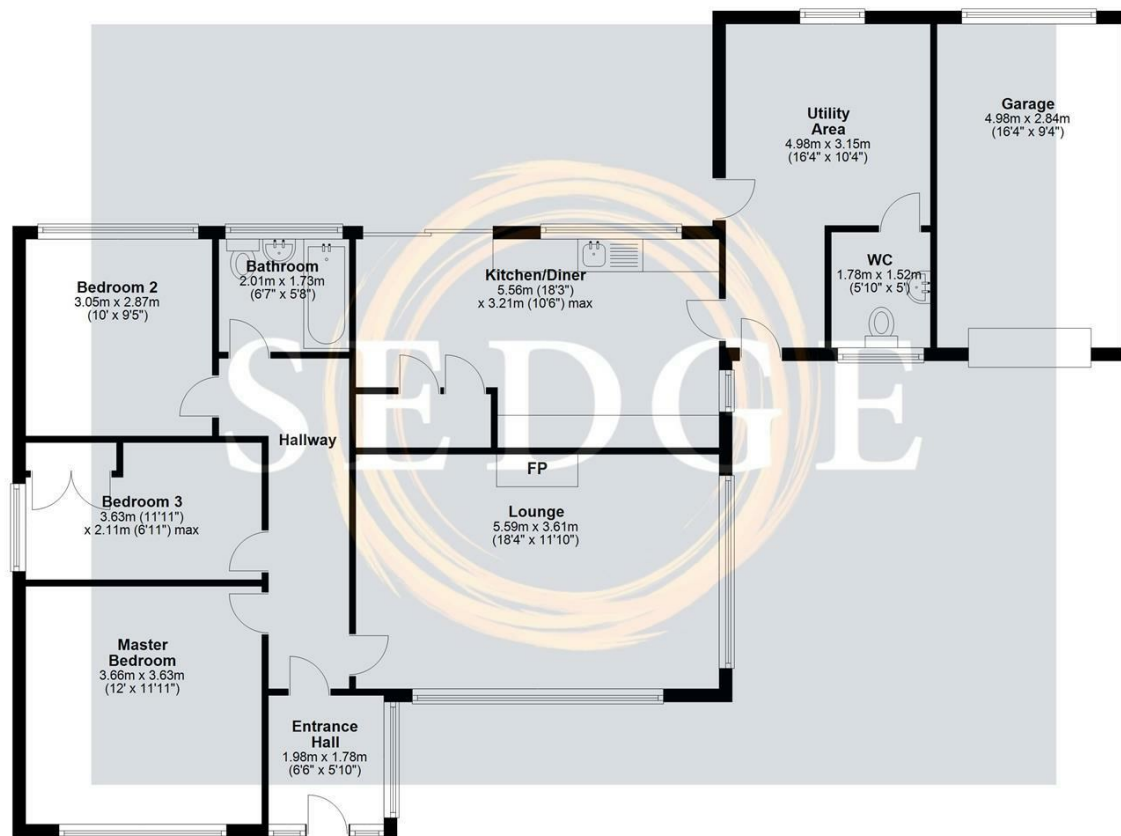 Utility
Area
4.98m x 3.15m
(16'4" x 10'4")
Garage
4.98m x 2.84m
(16'4" x 9'4")
Bedroom 2
3.05m x 2.87m
(10' x 9'5")
Bathroom
2.01m x 1.73m
(6'7" x 5'8")
Kitchen/Diner
5.56m (18'3")
x 3.21m (10'6") max
WC
1.78m x 1.52m
(5'10" x 5')
SEDGE
Hallway
Bedroom 3
3.63m (11'11")
x 2.11m (6'11") max
FP
Lounge
5.59m x 3.61m
(18'4" x 11'10")
Master
Bedroom
3.66m x 3.63m
(12' x 11'11")
Entrance
Hall
1.98m x 1.78m
(6'6" x 5'10")